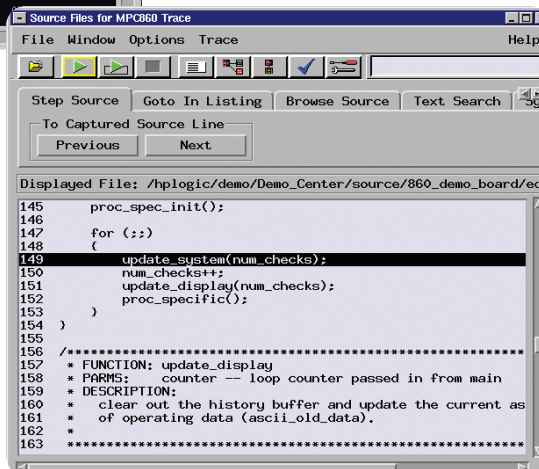 Source Files for MPC860 Trace
File Window Options Trace Help
Step Source Goto In Listing Browse Source Text Search
To Captured Source Line
Previous Next
Displayed File: /hplogic/demo/Demo_Center/source/860_demo_board/ec
145 proc_spec_init();
146
147 for (;;)
148 {
149 update_system(num_checks);
150 num_checks++;
151 update_display(num_checks);
152 proc_specific();
153 }
154 }
155
156 /************************************************************
157 * FUNCTION: update_display
158 * PARMS: counter -- loop counter passed in from main
159 * DESCRIPTION:
160 * clear out the history buffer and update the current as
161 * of operating data (ascii_old_data).
162 *
163 ************************************************************